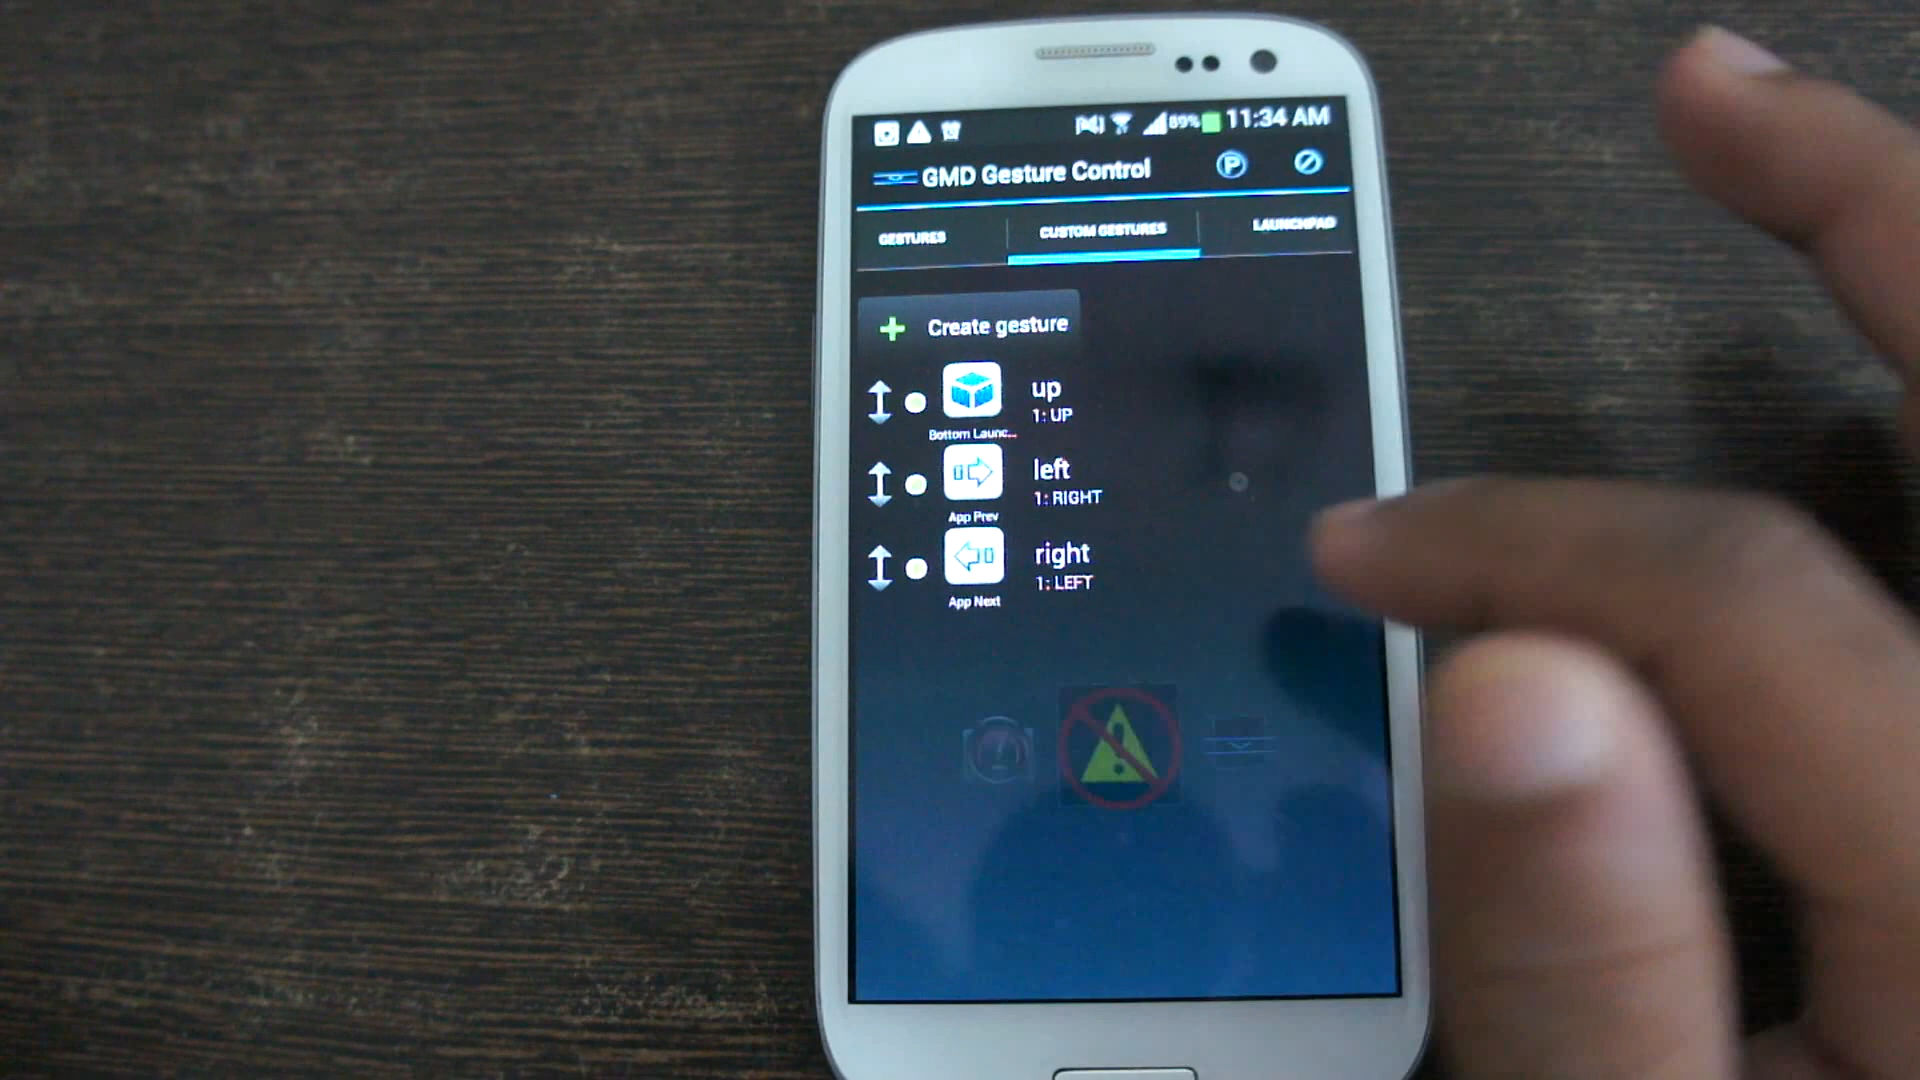 89% 11:34 AM
GMD Gesture Control
GESTURES CUSTOM GESTURES LAUNCHPAD
Create gesture
up
1: UP
Bottom Launc...
left
1: RIGHT
App Prev
right
1: LEFT
App Next